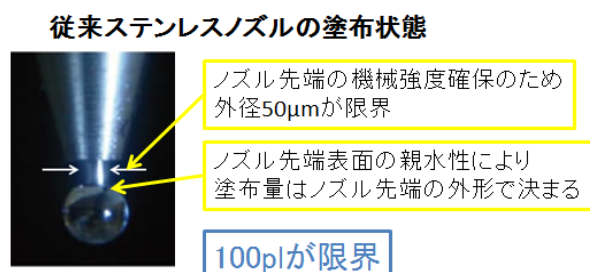 従来ステンレスノズルの塗布状態
ノズル先端の機械強度確保のため
外径50μmが限界
ノズル先端表面の親水性により
塗布量はノズル先端の外形で決まる
100plが限界